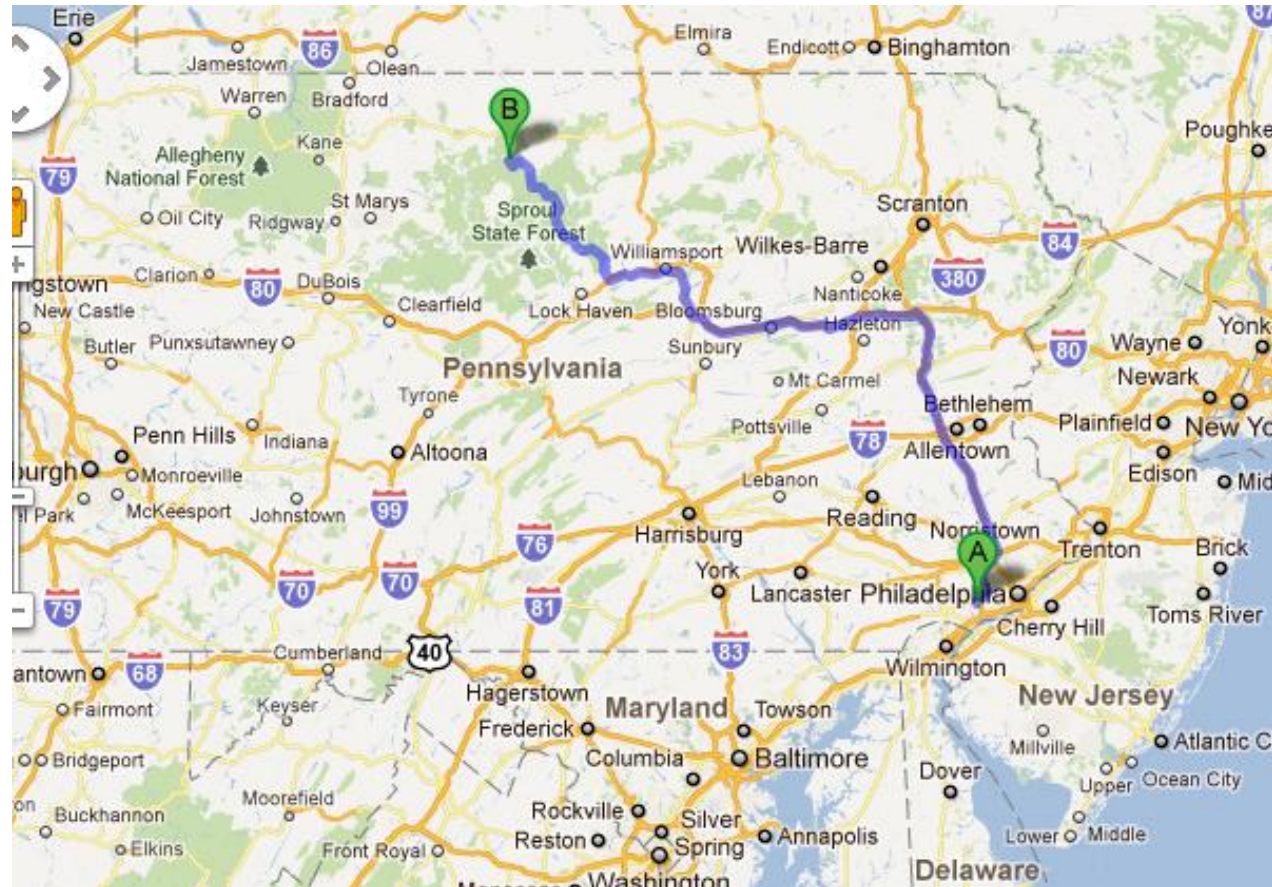 Erie
Elmira
Endicott
Binghamton
87
86
Jamestown
Olean
Warren
Bradford
B
Poughke
Kane
Allegheny
National Forest
79
St Marys
Oil City
Ridgway
Sproul
State Forest
Scranton
84
Williamsport
Wilkes-Barre
Clarion
80
DuBois
380
gstown
Nanticoke
New Castle
Clearfield
Lock Haven
Bloomsburg
Hazleton
Yonk
Butler
Punxsutawney
Sunbury
80
Wayne
Pennsylvania
Mt Carmel
Newark
Tyrone
Bethlehem
Plainfield
New Yo
Penn Hills
Indiana
Altoona
Pottsville
78
Allentown
burgh
Monroeville
Lebanon
Edison
Mid
el Park
McKeesport
Johnstown
99
Reading
Harrisburg
76
Norristown
Trenton
Brick
A
70
70
York
Lancaster
Philadelphia
79
81
Toms River
Cherry Hill
40
83
Wilmington
antown
68
Cumberland
Hagerstown
New Jersey
Fairmont
Keyser
Maryland
Towson
Frederick
Millville
Atlantic C
Bridgeport
Columbia
Baltimore
Dover
Upper
Ocean City
on
Moorefield
Buckhannon
Rockville
Silver
Spring
Annapolis
Lower
Middle
Elkins
Front Royal
Reston
Delaware
Washington